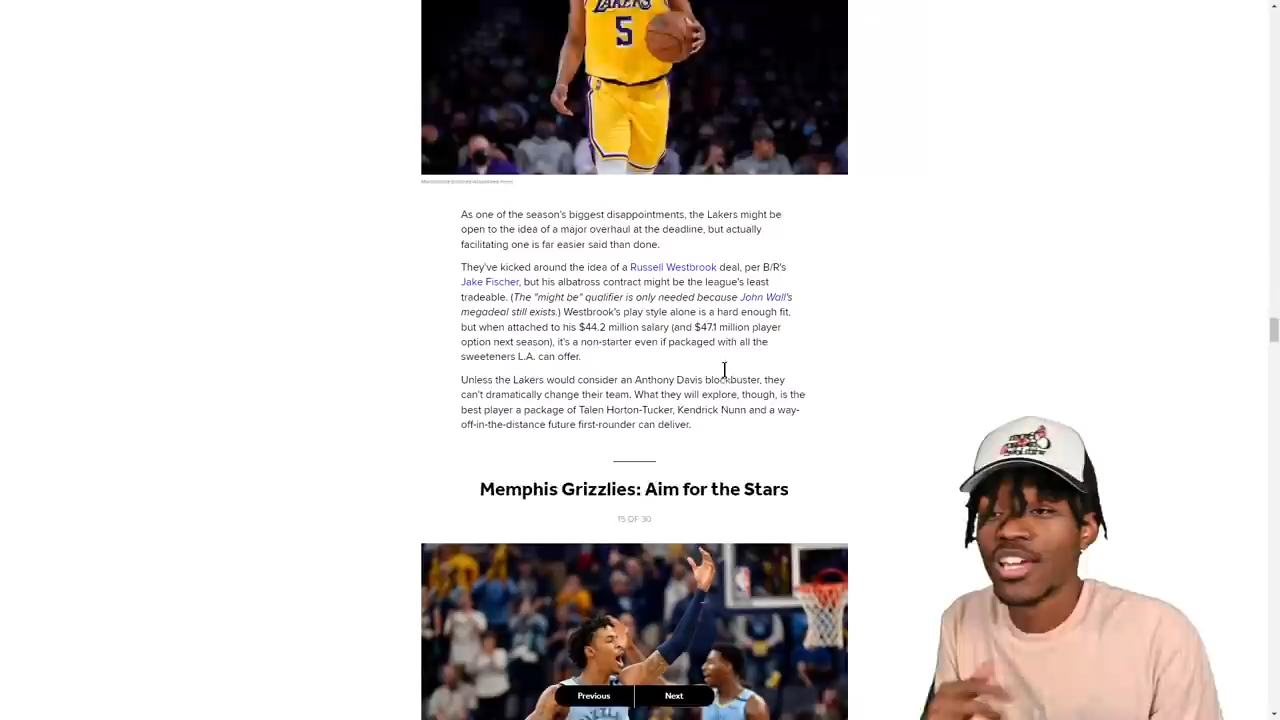 LAKERS
5
As one of the season's biggest disappointments, the Lakers might be
open to the idea of a major overhaul at the deadline, but actually
facilitating one is far easier said than done.
They've kicked around the idea of a Russell Westbrook deal, per B/R's
Jake Fischer, but his albatross contract might be the league's least
tradeable. (The "might be" qualifier is only needed because John Wall's
megadeal still exists.) Westbrook's play style alone is a hard enough fit,
but when attached to his $44.2 million salary (and $47.1 million player
option next season), it's a non-starter even if packaged with all the
sweeteners L.A. can offer.
Unless the Lakers would consider an Anthony Davis blockbuster, they
can't dramatically change their team. What they will explore, though, is the
best player a package of Talen Horton-Tucker, Kendrick Nunn and a way-
off-in-the-distance future first-rounder can deliver.
Memphis Grizzlies: Aim for the Stars
15 OF 30
Previous
Next